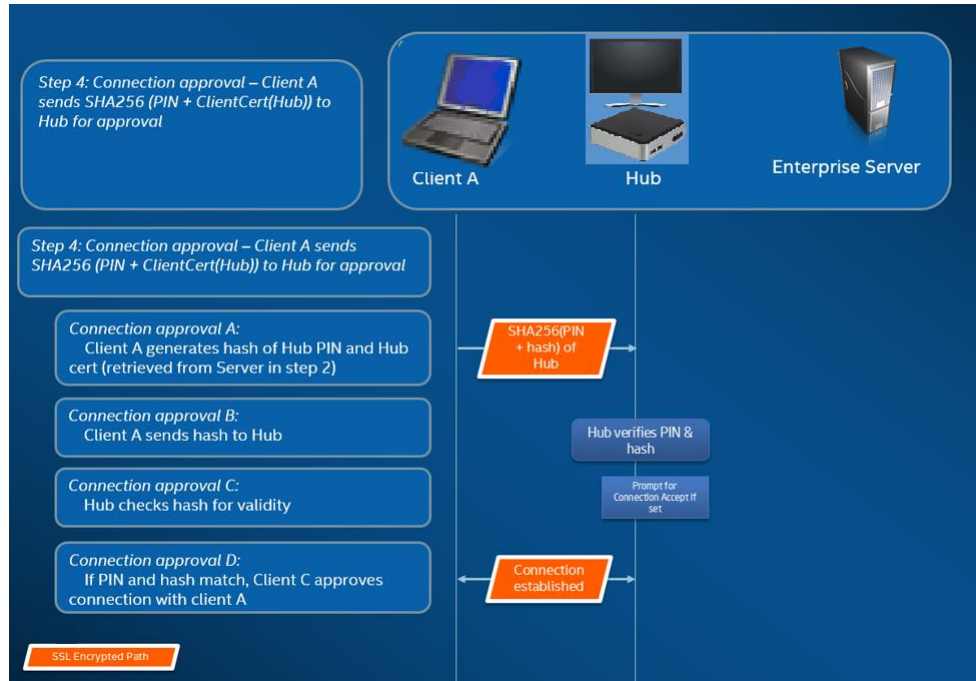 Step 4: Connection approval – Client A
sends SHA256 (PIN + ClientCert(Hub)) to
Hub for approval
Client A
Hub
Enterprise Server
Step 4: Connection approval – Client A sends
SHA256 (PIN + ClientCert(Hub)) to Hub for approval
Connection approval A:
Client A generates hash of Hub PIN and Hub
cert (retrieved from Server in step 2)
SHA256(PIN
+ hash) of
Hub
Connection approval B:
Client A sends hash to Hub
Hub verifies PIN &
hash
Connection approval C:
Hub checks hash for validity
Prompt for
Connection Accept If
set
Connection approval D:
If PIN and hash match, Client C approves
connection with client A
Connection
established
SSL Encrypted Path